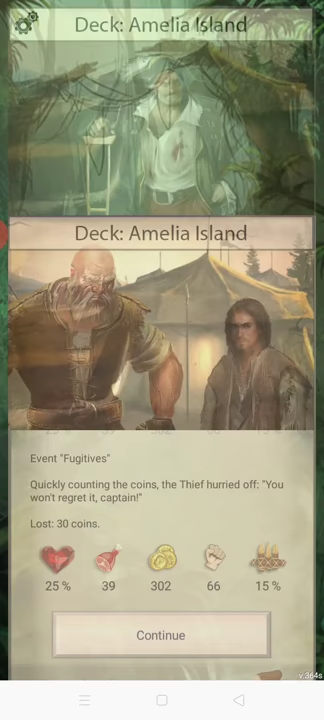 Deck: Amelia Island
Deck: Amelia Island
Event "Fugitives"
Quickly counting the coins, the Thief hurried off: "You
won't regret it, captain!"
Lost: 30 coins.
25 % 39 302 66 15 %
Continue
v.364s